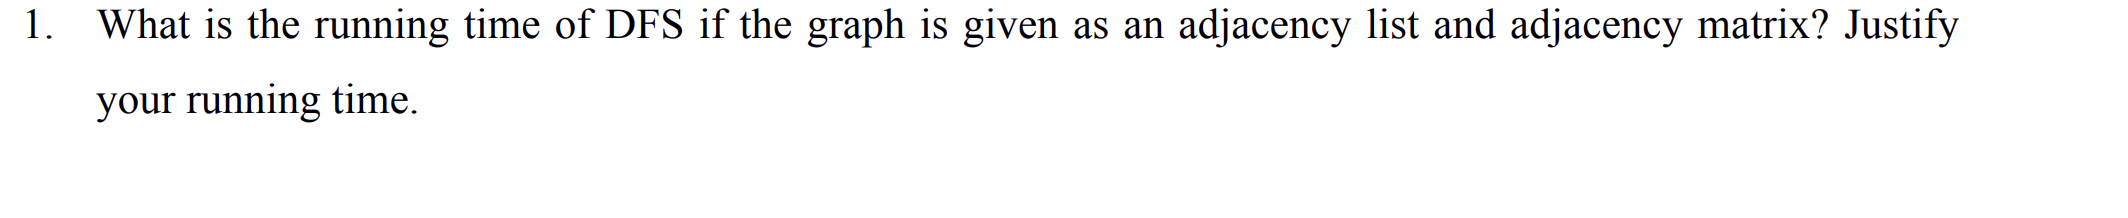 1. What is the running time of DFS if the graph is given as an adjacency list and adjacency matrix? Justify
your running time.